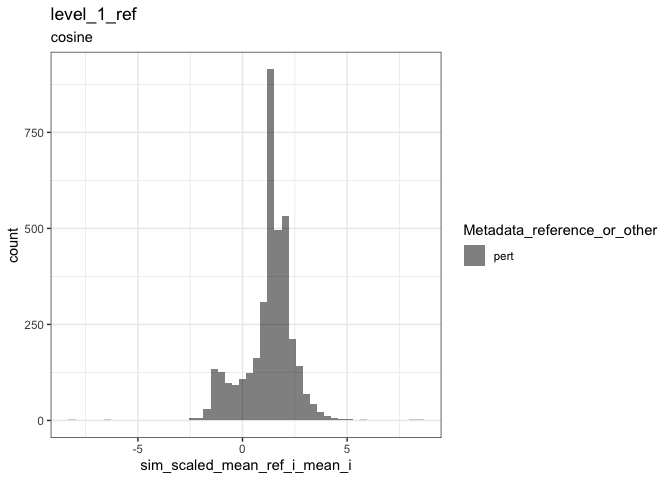 level_1_ref
cosine
750
500
250
0
count
-5 0 5
sim_scaled_mean_ref_i_mean_i
Metadata_reference_or_other
pert